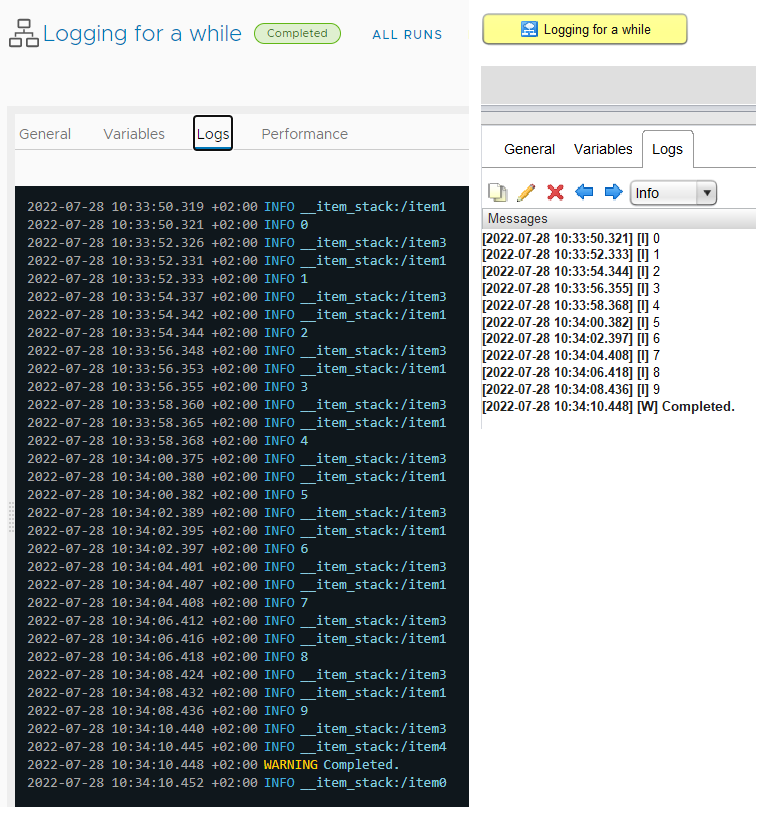 Logging for a while Completed ALL RUNS
General Variables Logs Performance
2022-07-28 10:33:50.319 +02:00 INFO __item_stack:/item1
2022-07-28 10:33:50.321 +02:00 INFO 0
2022-07-28 10:33:52.326 +02:00 INFO __item_stack:/item3
2022-07-28 10:33:52.331 +02:00 INFO __item_stack:/item1
2022-07-28 10:33:52.333 +02:00 INFO 1
2022-07-28 10:33:54.337 +02:00 INFO __item_stack:/item3
2022-07-28 10:33:54.342 +02:00 INFO __item_stack:/item1
2022-07-28 10:33:54.344 +02:00 INFO 2
2022-07-28 10:33:56.348 +02:00 INFO __item_stack:/item3
2022-07-28 10:33:56.353 +02:00 INFO __item_stack:/item1
2022-07-28 10:33:56.355 +02:00 INFO 3
2022-07-28 10:33:58.360 +02:00 INFO __item_stack:/item3
2022-07-28 10:33:58.365 +02:00 INFO __item_stack:/item1
2022-07-28 10:33:58.368 +02:00 INFO 4
2022-07-28 10:34:00.375 +02:00 INFO __item_stack:/item3
2022-07-28 10:34:00.380 +02:00 INFO __item_stack:/item1
2022-07-28 10:34:00.382 +02:00 INFO 5
2022-07-28 10:34:02.389 +02:00 INFO __item_stack:/item3
2022-07-28 10:34:02.395 +02:00 INFO __item_stack:/item1
2022-07-28 10:34:02.397 +02:00 INFO 6
2022-07-28 10:34:04.401 +02:00 INFO __item_stack:/item3
2022-07-28 10:34:04.407 +02:00 INFO __item_stack:/item1
2022-07-28 10:34:04.408 +02:00 INFO 7
2022-07-28 10:34:06.412 +02:00 INFO __item_stack:/item3
2022-07-28 10:34:06.416 +02:00 INFO __item_stack:/item1
2022-07-28 10:34:06.418 +02:00 INFO 8
2022-07-28 10:34:08.424 +02:00 INFO __item_stack:/item3
2022-07-28 10:34:08.432 +02:00 INFO __item_stack:/item1
2022-07-28 10:34:08.436 +02:00 INFO 9
2022-07-28 10:34:10.440 +02:00 INFO __item_stack:/item3
2022-07-28 10:34:10.445 +02:00 INFO __item_stack:/item4
2022-07-28 10:34:10.448 +02:00 WARNING Completed.
2022-07-28 10:34:10.452 +02:00 INFO __item_stack:/item0
Logging for a while
General Variables Logs
Info
Messages
[2022-07-28 10:33:50.321] [I] 0
[2022-07-28 10:33:52.333] [I] 1
[2022-07-28 10:33:54.344] [I] 2
[2022-07-28 10:33:56.355] [I] 3
[2022-07-28 10:33:58.368] [I] 4
[2022-07-28 10:34:00.382] [I] 5
[2022-07-28 10:34:02.397] [I] 6
[2022-07-28 10:34:04.408] [I] 7
[2022-07-28 10:34:06.418] [I] 8
[2022-07-28 10:34:08.436] [I] 9
[2022-07-28 10:34:10.448] [W] Completed.